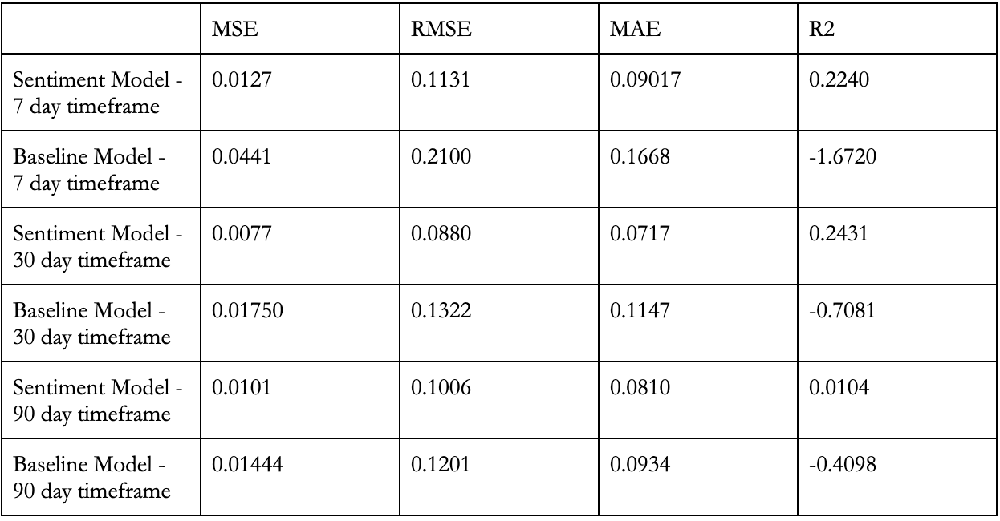 MSE RMSE MAE R2
Sentiment Model - 0.0127 0.1131 0.09017 0.2240
7 day timeframe
Baseline Model - 0.0441 0.2100 0.1668 -1.6720
7 day timeframe
Sentiment Model - 0.0077 0.0880 0.0717 0.2431
30 day timeframe
Baseline Model - 0.01750 0.1322 0.1147 -0.7081
30 day timeframe
Sentiment Model - 0.0101 0.1006 0.0810 0.0104
90 day timeframe
Baseline Model - 0.01444 0.1201 0.0934 -0.4098
90 day timeframe